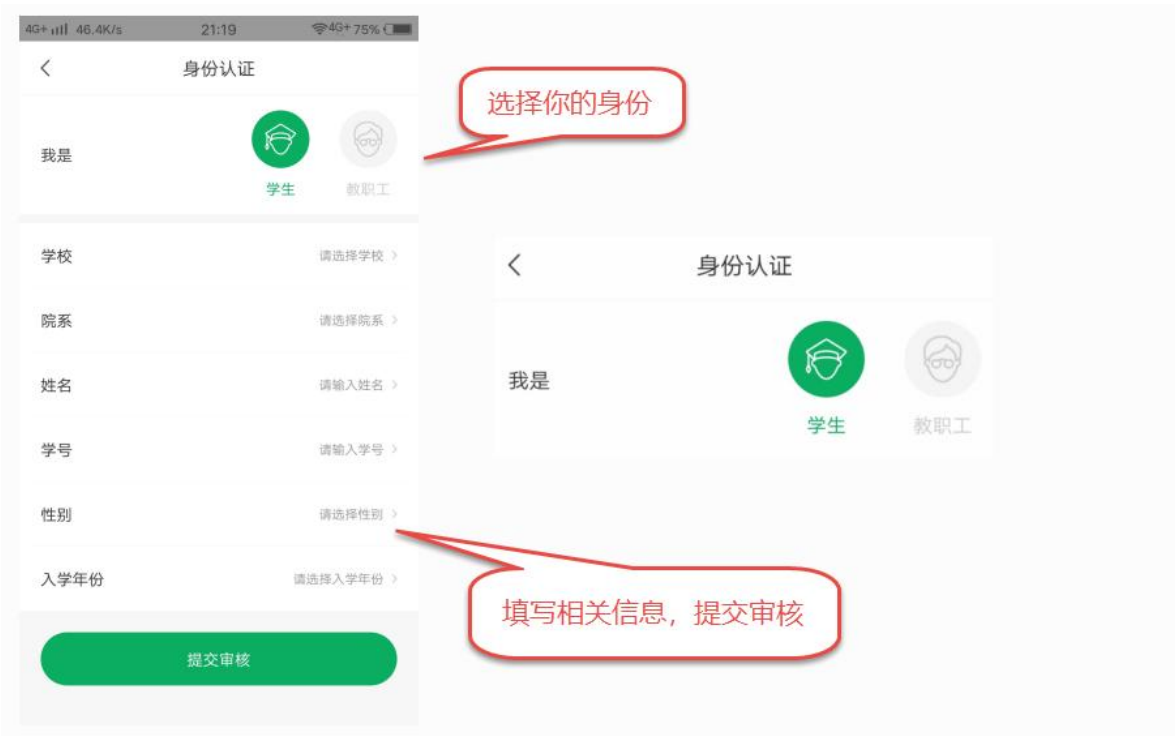 4G+ 46.4K/s 21:19 4G+ 75%
身份认证
选择你的身份
我是
学生 教职工
学校 请选择学校
院系 请选择院系
姓名 请输入姓名
学号 请输入学号
性别 请选择性别
入学年份 请选择入学年份
提交审核
身份认证
我是
学生 教职工
填写相关信息，提交审核